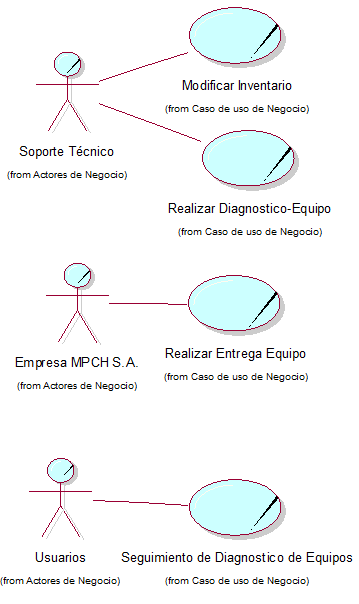 Modificar Inventario
(from Caso de uso de Negocio)
Soporte Técnico
(from Actores de Negocio)
Realizar Diagnostico-Equipo
(from Caso de uso de Negocio)
Realizar Entrega Equipo
(from Caso de uso de Negocio)
Empresa MPCH S.A.
(from Actores de Negocio)
Usuarios
(from Actores de Negocio)
Seguimiento de Diagnostico de Equipos
(from Caso de uso de Negocio)